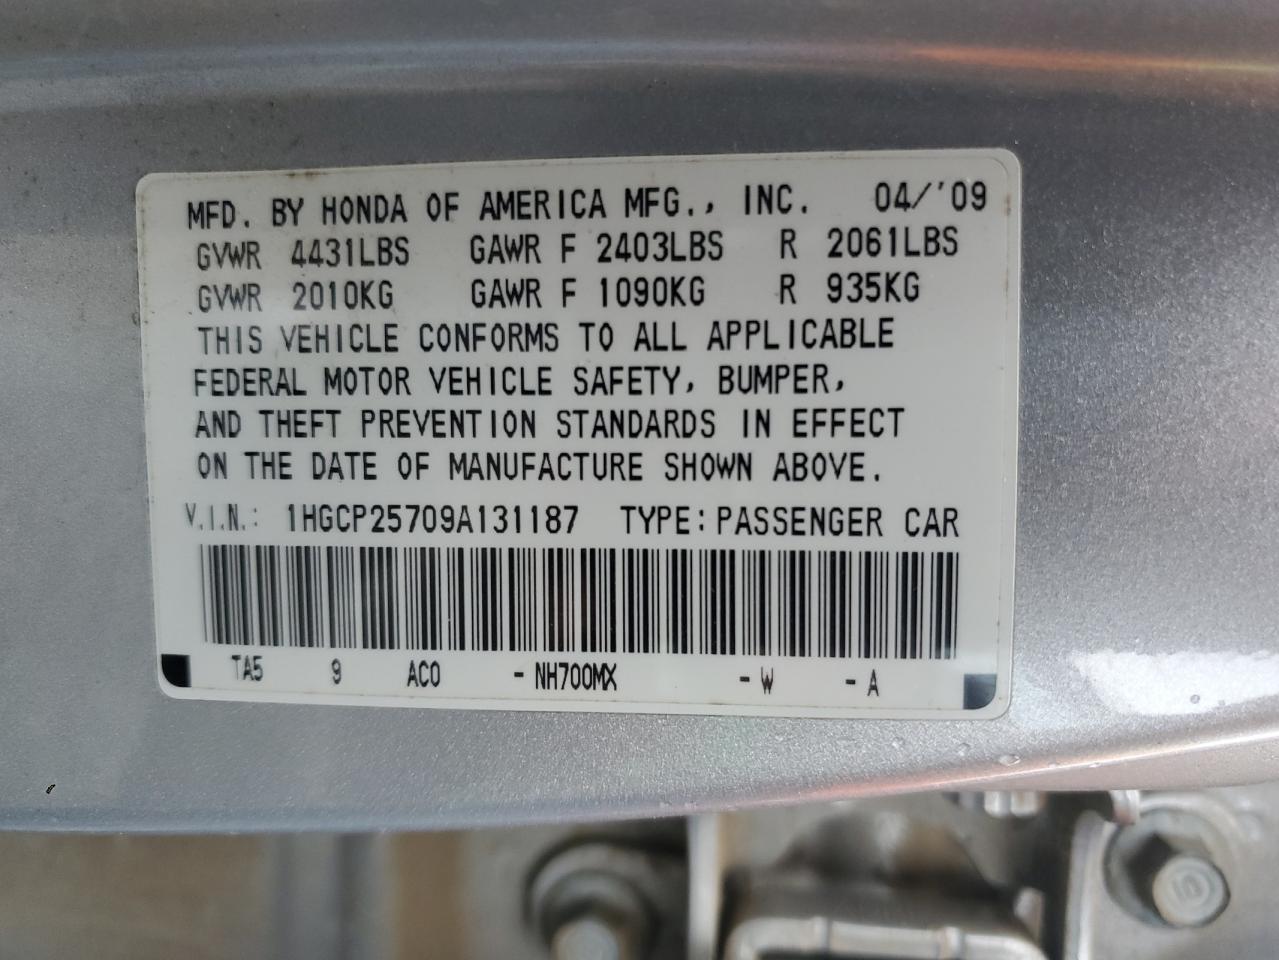 MFD. BY HONDA OF AMERICA MFG., INC. 04/'09
GVWR 4431LBS GAWR F 2403LBS R 2061LBS
GVWR 2010KG GAWR F 1090KG R 935KG
THIS VEHICLE CONFORMS TO ALL APPLICABLE
FEDERAL MOTOR VEHICLE SAFETY, BUMPER,
AND THEFT PREVENTION STANDARDS IN EFFECT
ON THE DATE OF MANUFACTURE SHOWN ABOVE.
V.I.N.: 1HGCP25709A131187 TYPE: PASSENGER CAR
TA5 9 AC0 - NH700MX - W - A